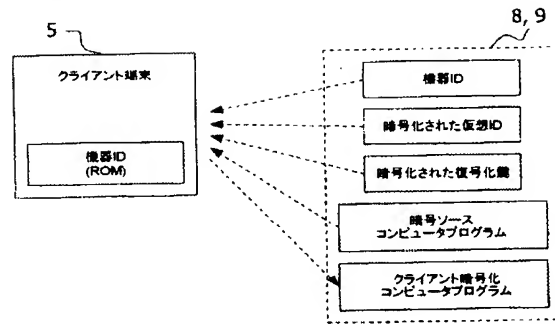 5
8, 9
クライアント端末
機器ID
(ROM)
機器ID
暗号化された仮想ID
暗号化された復号化鍵
暗号ソース
コンピュータプログラム
クライアント暗号化
コンピュータプログラム